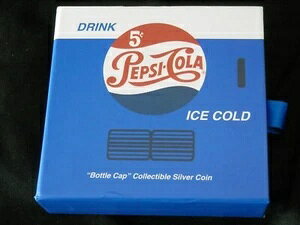 DRINK
5¢
PEPSI-COLA
ICE COLD
"Bottle Cap" Collectible Silver Coin